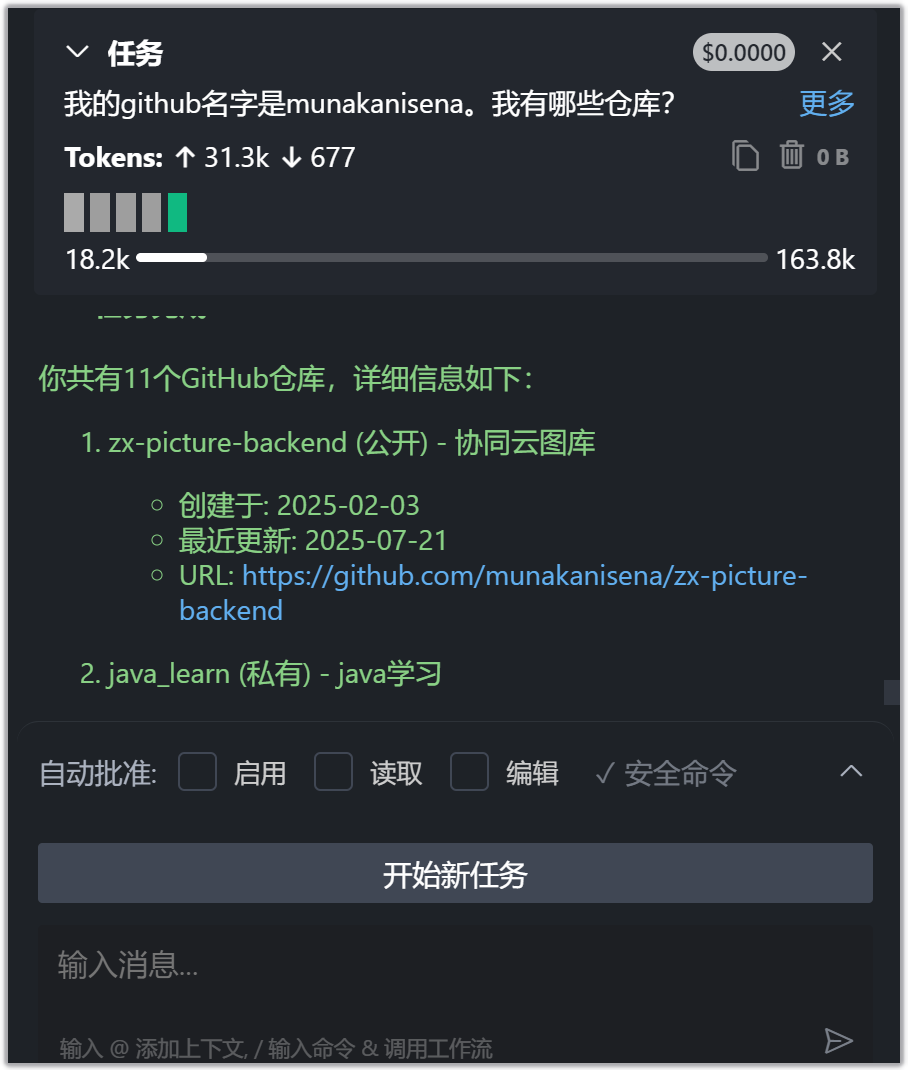 任务
$0.0000
我的github名字是munakanisena。我有哪些仓库?
更多
Tokens: ↑ 31.3k ↓ 677
0 B
18.2k
163.8k
你共有11个GitHub仓库，详细信息如下：
1. zx-picture-backend (公开) - 协同云图库
○ 创建于: 2025-02-03
○ 最近更新: 2025-07-21
○ URL: https://github.com/munakanisena/zx-picture-
backend
2. java_learn (私有) - java学习
自动批准: 启用 读取 编辑 ✓ 安全命令
开始新任务
输入消息...
输入 @ 添加上下文, / 输入命令 & 调用工作流